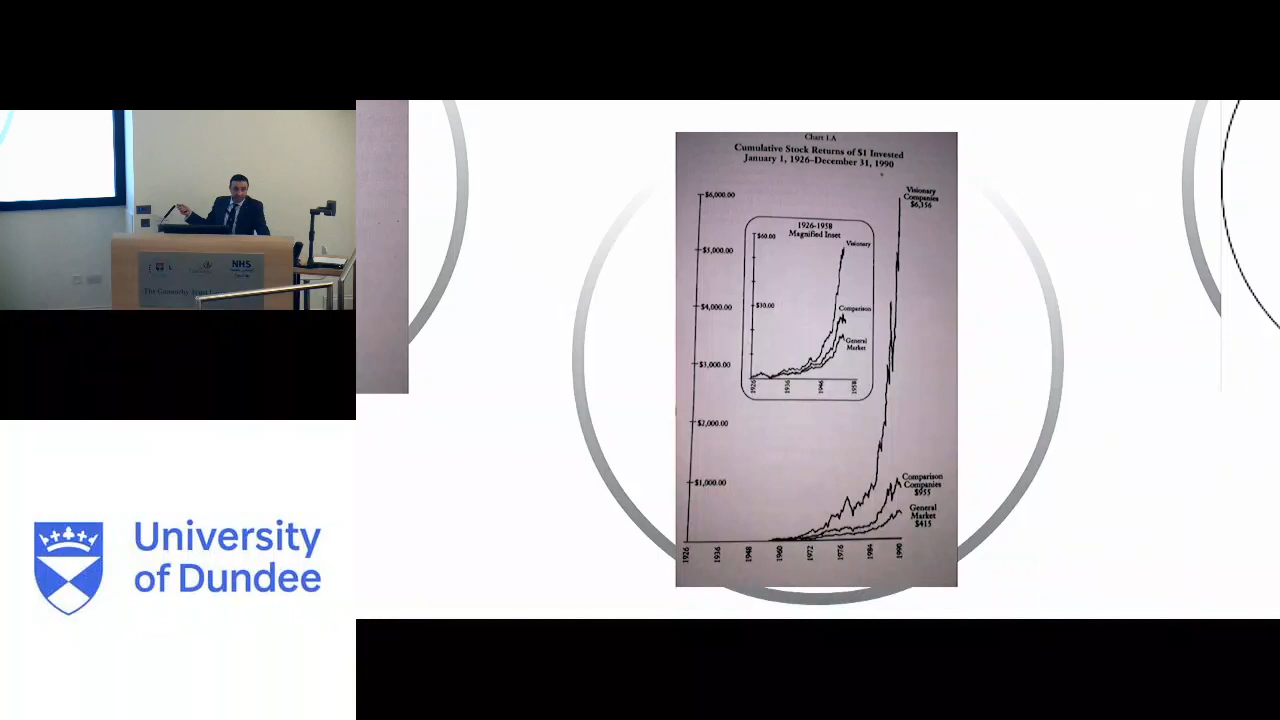 NHS
University
of Dundee
Chart 1.A
Cumulative Stock Returns of $1 Invested
January 1, 1926–December 31, 1990
$6,000.00
$5,000.00
$4,000.00
$3,000.00
$2,000.00
$1,000.00
1926
1936
1948
1960
1972
1976
1984
1990
Visionary
Companies
$6,356
Comparison
Companies
$955
General
Market
$415
1926-1958
Magnified Inset
$60.00
$30.00
Visionary
Comparison
General
Market
1926
1936
1946
1958